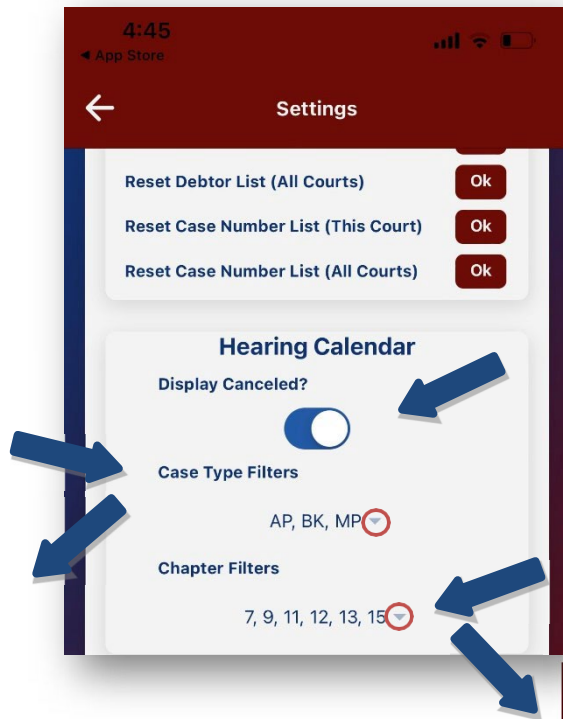 4:45
App Store
Settings
Reset Debtor List (All Courts)
Ok
Reset Case Number List (This Court)
Ok
Reset Case Number List (All Courts)
Ok
Hearing Calendar
Display Canceled?
Case Type Filters
AP, BK, MP
Chapter Filters
7, 9, 11, 12, 13, 15